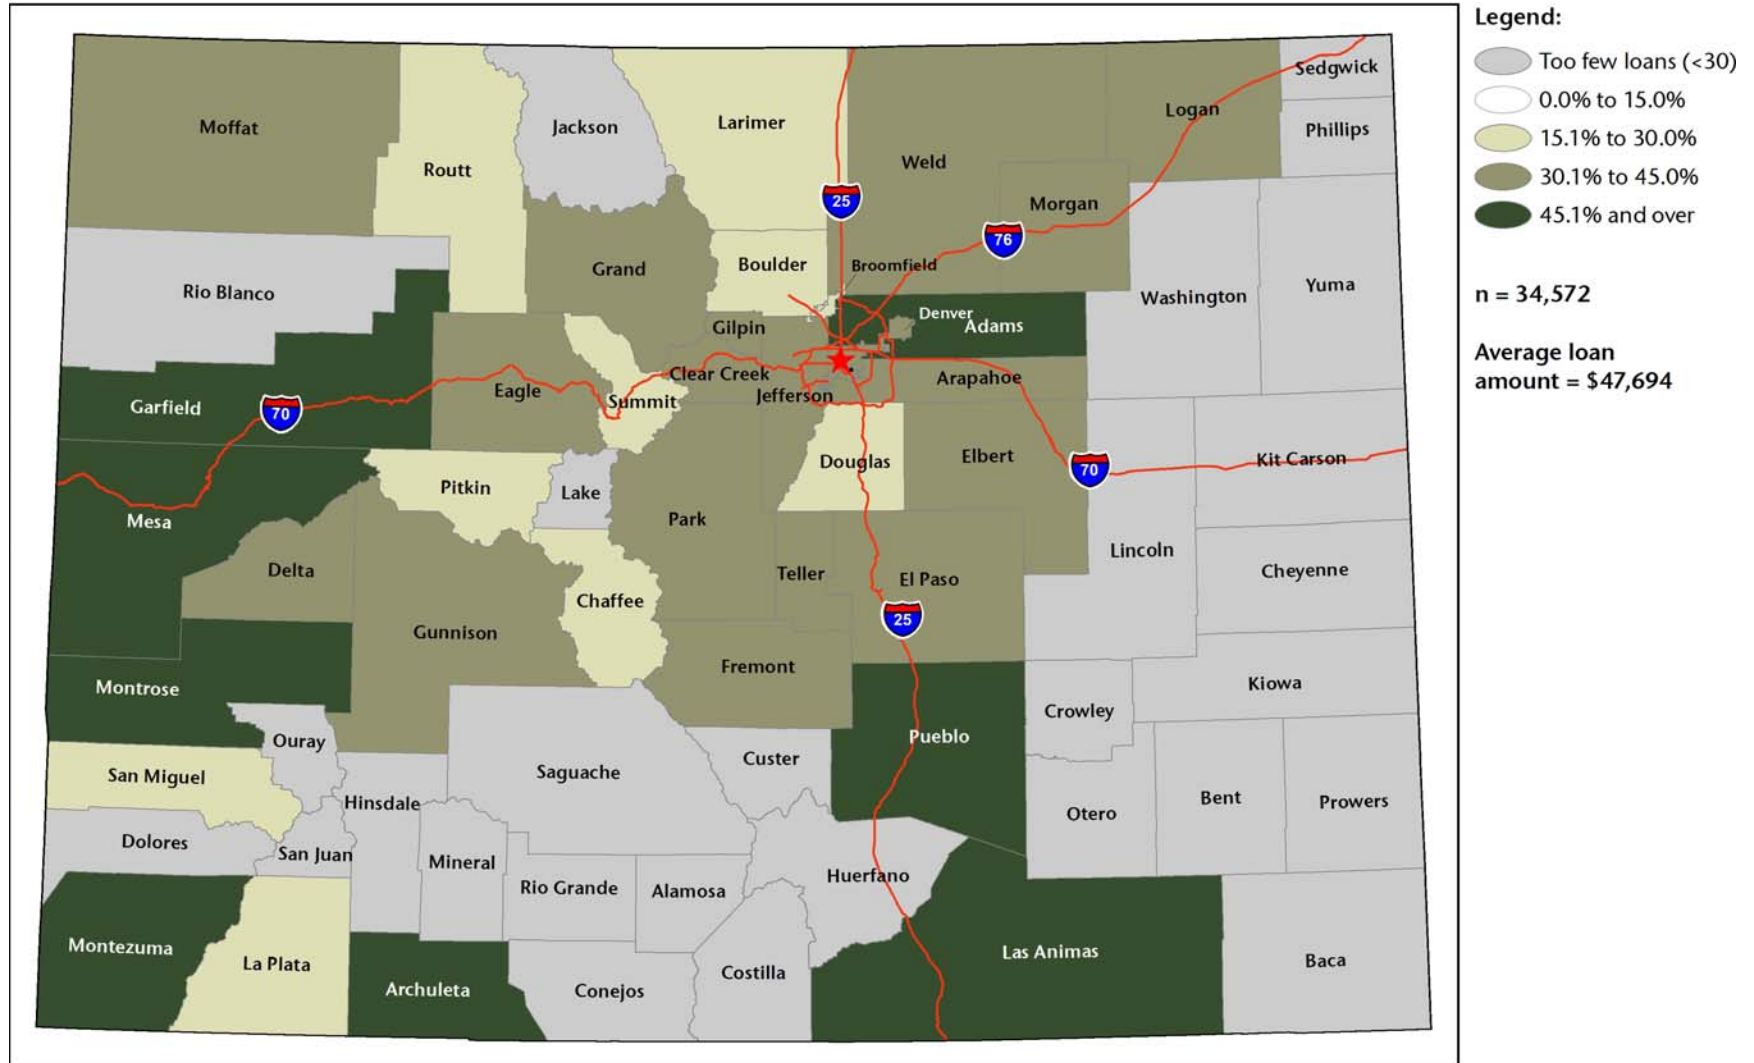 Legend:
Too few loans (<30)
0.0% to 15.0%
15.1% to 30.0%
30.1% to 45.0%
45.1% and over
n = 34,572
Average loan
amount = $47,694
Sedgwick
Logan
Phillips
Moffat
Jackson
Larimer
Weld
Routt
25
Morgan
76
Grand
Boulder
Broomfield
Rio Blanco
Washington
Yuma
Denver
Adams
Gilpin
Clear Creek
Arapahoe
Jefferson
Eagle
Summit
Garfield
70
Douglas
Elbert
70
Kit Carson
Pitkin
Lake
Park
Mesa
Lincoln
Delta
Teller
El Paso
Cheyenne
Chaffee
25
Gunnison
Fremont
Montrose
Kiowa
Crowley
Ouray
Pueblo
Custer
San Miguel
Saguache
Hinsdale
Bent
Prowers
Otero
Dolores
San Juan
Mineral
Rio Grande
Alamosa
Huerfano
Montezuma
La Plata
Las Animas
Baca
Costilla
Archuleta
Conejos